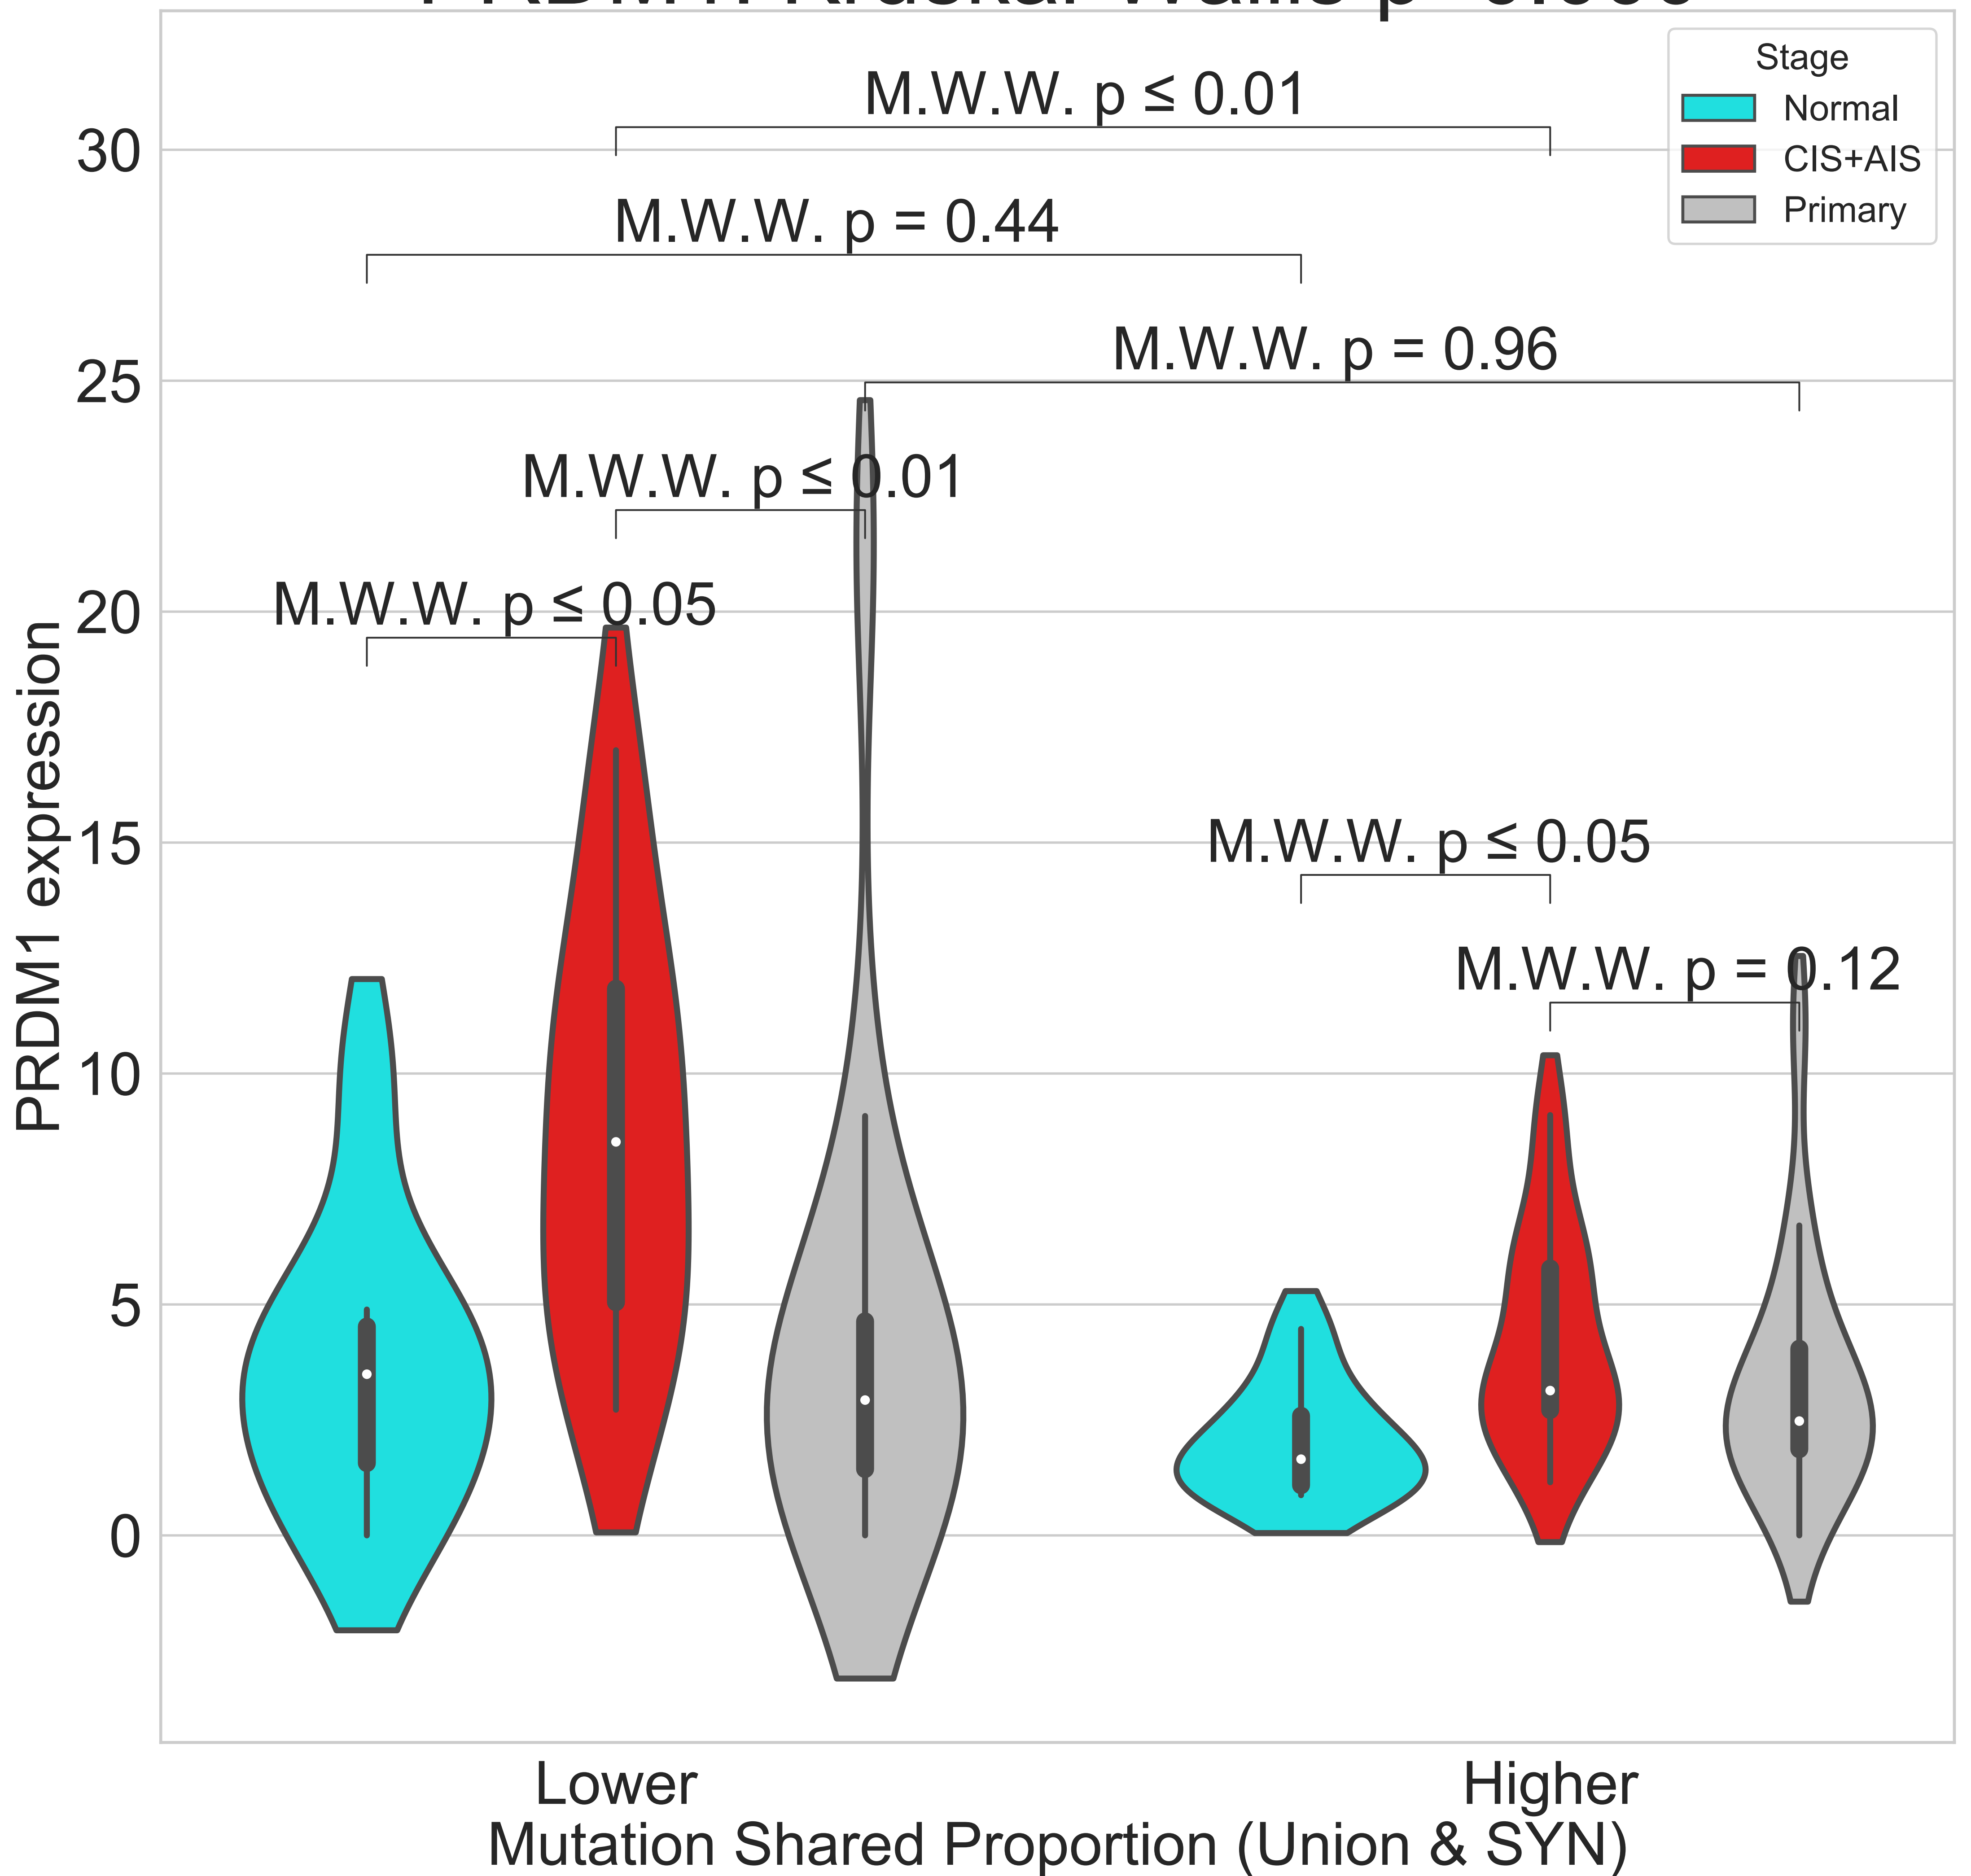 Stage
Normal
CIS+AIS
Primary
M.W.W. p ≤ 0.01
M.W.W. p = 0.44
M.W.W. p = 0.96
M.W.W. p ≤ 0.01
M.W.W. p ≤ 0.05
M.W.W. p ≤ 0.05
M.W.W. p = 0.12
30
25
20
15
10
5
0
PRDM1 expression
Lower
Higher
Mutation Shared Proportion (Union & SYN)